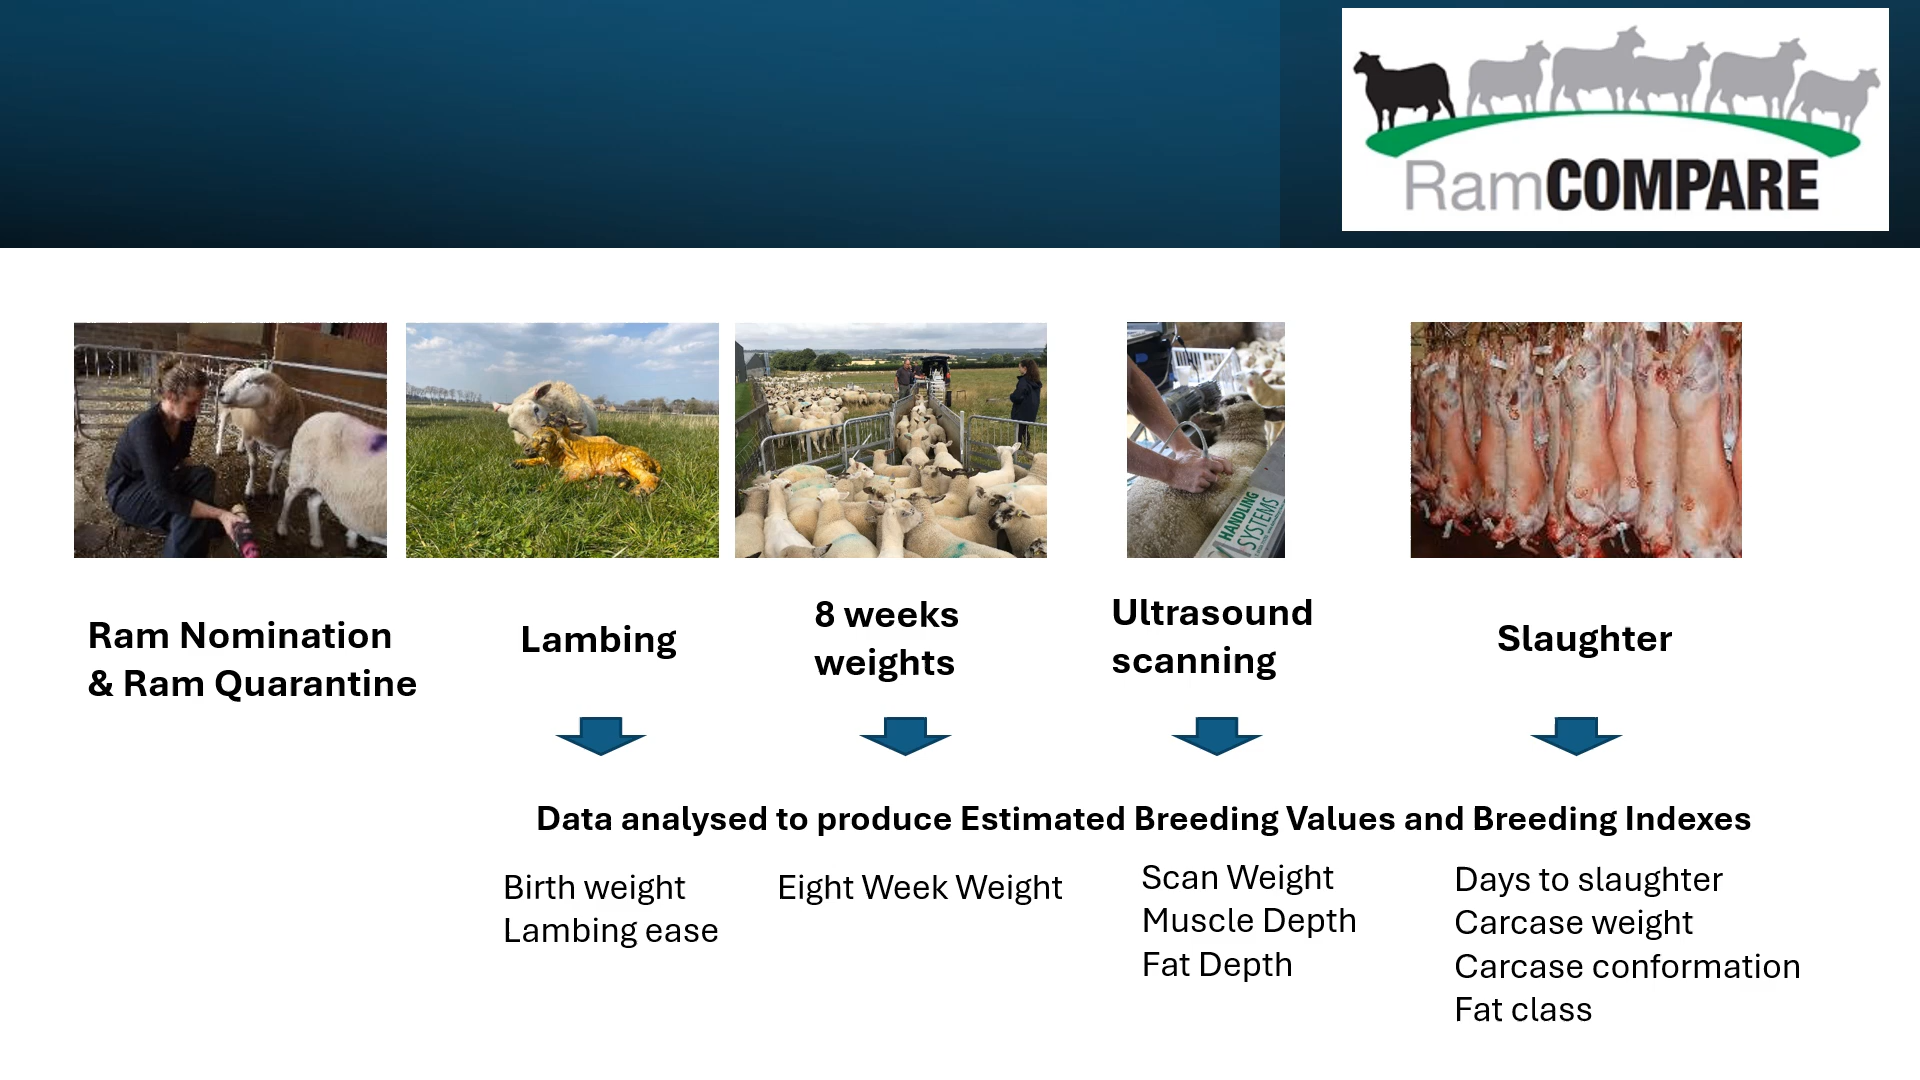 RamCOMPARE
HANDLING
SYSTEMS
Ram Nomination
& Ram Quarantine
Lambing
8 weeks
weights
Ultrasound
scanning
Slaughter
Data analysed to produce Estimated Breeding Values and Breeding Indexes
Birth weight
Lambing ease
Eight Week Weight
Scan Weight
Muscle Depth
Fat Depth
Days to slaughter
Carcase weight
Carcase conformation
Fat class